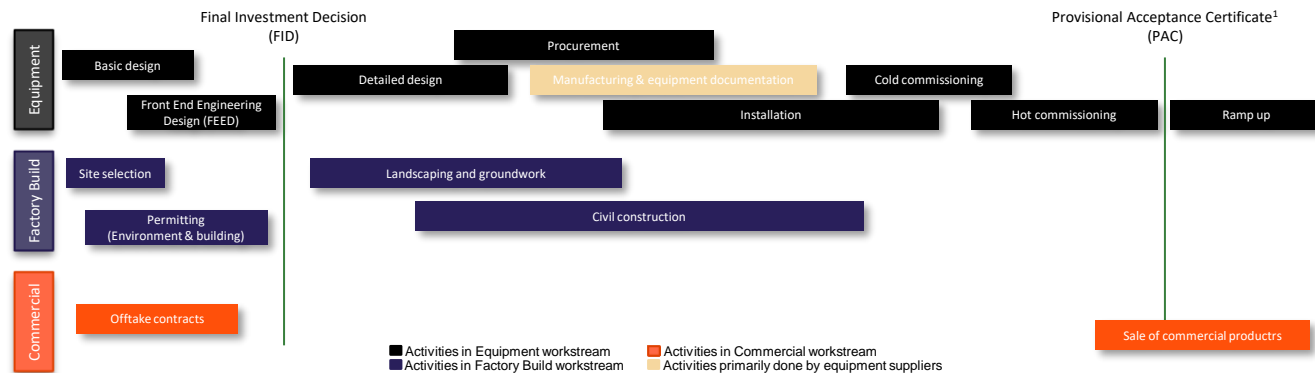 Final Investment Decision
(FID)
Provisional Acceptance Certificate1
(PAC)
Equipment
Procurement
Basic design
Detailed design
Manufacturing & equipment documentation
Cold commissioning
Front End Engineering
Design (FEED)
Installation
Hot commissioning
Ramp up
Factory Build
Site selection
Landscaping and groundwork
Permitting
(Environment & building)
Civil construction
Commercial
Offtake contracts
Sale of commercial productrs
Activities in Equipment workstream
Activities in Commercial workstream
Activities in Factory Build workstream
Activities primarily done by equipment suppliers